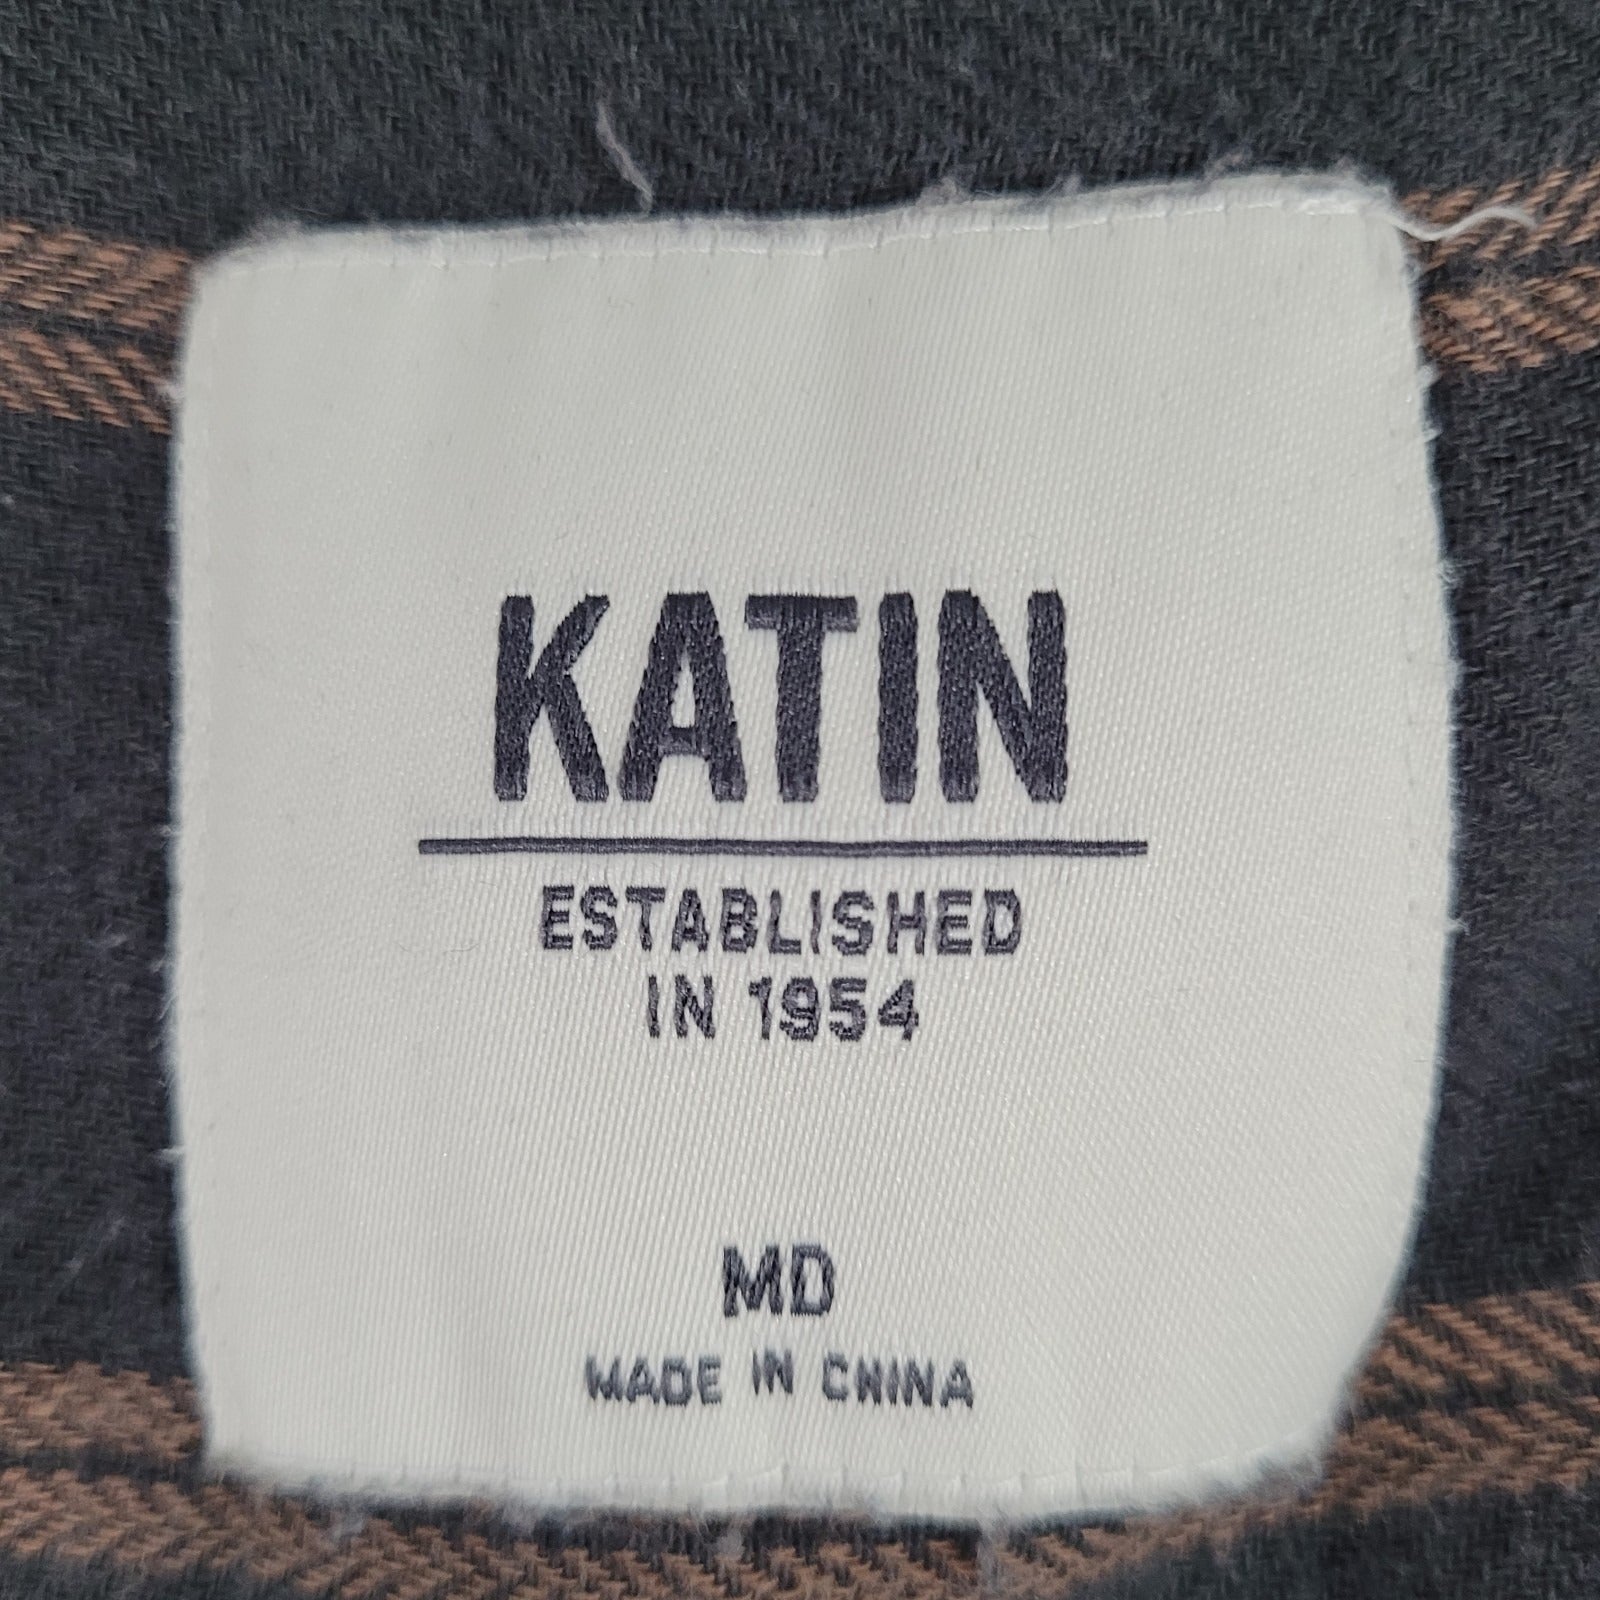 KATIN
ESTABLISHED
IN 1954
MD
MADE IN CHINA